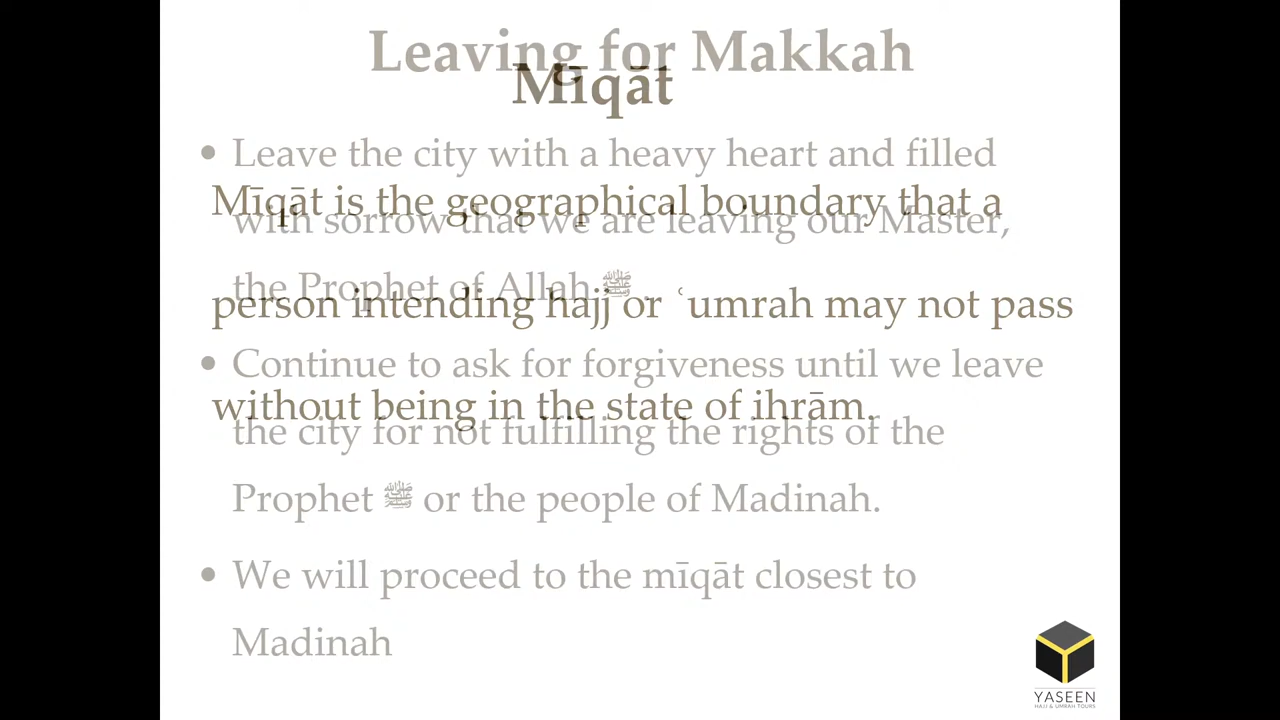 Leaving for Makkah
• Leave the city with a heavy heart and filled
with sorrow that we are leaving our Master,
the Prophet of Allah ﷺ.
• Continue to ask for forgiveness until we leave
the city for not fulfilling the rights of the
Prophet ﷺ or the people of Madinah.
• We will proceed to the mīqāt closest to
Madinah
Mīqāt
Mīqāt is the geographical boundary that a
person intending hajj or ʿumrah may not pass
without being in the state of ihrām.
YASEEN
HAJJ & UMRAH TOURS